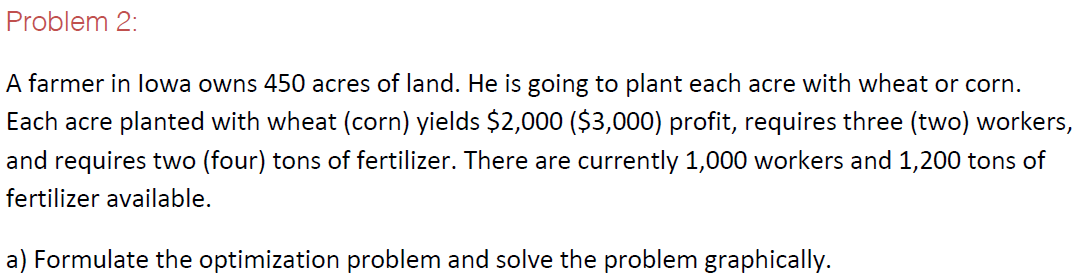 Problem 2:
A farmer in Iowa owns 450 acres of land. He is going to plant each acre with wheat or corn.
Each acre planted with wheat (corn) yields $2,000 ($3,000) profit, requires three (two) workers,
and requires two (four) tons of fertilizer. There are currently 1,000 workers and 1,200 tons of
fertilizer available.
a) Formulate the optimization problem and solve the problem graphically.